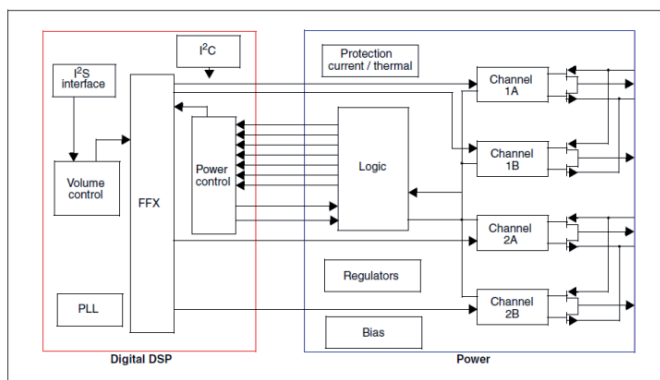 I²C
I²S
interface
Volume
control
PLL
FFX
Power
control
Digital DSP
Protection
current / thermal
Logic
Regulators
Bias
Channel
1A
Channel
1B
Channel
2A
Channel
2B
Power